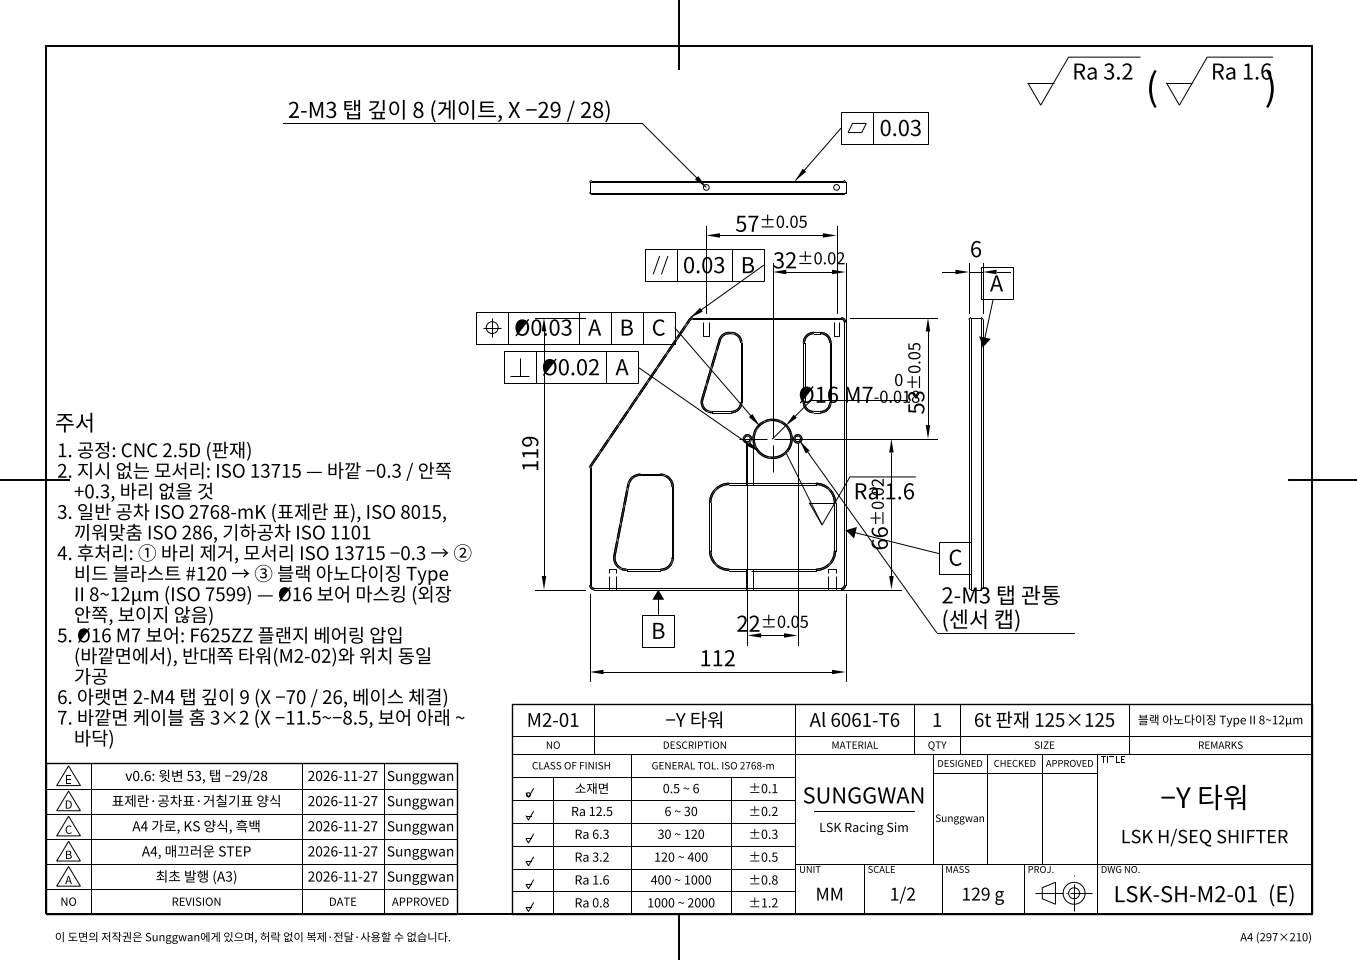 Ra 3.2 ( Ra 1.6 )
2-M3 탭 깊이 8 (게이트, X −29 / 28)
0.03
57±0.05
// 0.03 B
32±0.02
6
A
Ø0.03 A B C
Ø0.02 A
Ø16 M7
0
53±0.05
119
Ra 1.6
66±0.02
C
2-M3 탭 관통
(센서 캡)
B
22±0.05
112
주서
1. 공정: CNC 2.5D (판재)
2. 지시 없는 모서리: ISO 13715 — 바깥 −0.3 / 안쪽
+0.3, 바리 없을 것
3. 일반 공차 ISO 2768-mK (표제란 표), ISO 8015,
끼워맞춤 ISO 286, 기하공차 ISO 1101
4. 후처리: ① 바리 제거, 모서리 ISO 13715 −0.3 → ②
비드 블라스트 #120 → ③ 블랙 아노다이징 Type
II 8~12μm (ISO 7599) — Ø16 보어 마스킹 (외장
안쪽, 보이지 않음)
5. Ø16 M7 보어: F625ZZ 플랜지 베어링 압입
(바깥면에서), 반대쪽 타워(M2-02)와 위치 동일
가공
6. 아랫면 2-M4 탭 깊이 9 (X −70 / 26, 베이스 체결)
7. 바깥면 케이블 홈 3×2 (X −11.5~−8.5, 보어 아래 ~
바닥)
E v0.6: 윗변 53, 탭 −29/28 2026-11-27 Sunggwan
D 표제란·공차표·거칠기표 양식 2026-11-27 Sunggwan
C A4 가로, KS 양식, 흑백 2026-11-27 Sunggwan
B A4, 매끄러운 STEP 2026-11-27 Sunggwan
A 최초 발행 (A3) 2026-11-27 Sunggwan
NO REVISION DATE APPROVED
M2-01 −Y 타워 Al 6061-T6 1 6t 판재 125×125 블랙 아노다이징 Type II 8~12μm
NO DESCRIPTION MATERIAL QTY SIZE REMARKS
CLASS OF FINISH GENERAL TOL. ISO 2768-m
소재면 0.5 ~ 6 ±0.1
Ra 12.5 6 ~ 30 ±0.2
Ra 6.3 30 ~ 120 ±0.3
Ra 3.2 120 ~ 400 ±0.5
Ra 1.6 400 ~ 1000 ±0.8
Ra 0.8 1000 ~ 2000 ±1.2
SUNGGWAN
LSK Racing Sim
DESIGNED CHECKED APPROVED
Sunggwan
TITLE
−Y 타워
LSK H/SEQ SHIFTER
UNIT SCALE MASS PROJ. DWG NO.
MM 1/2 129 g LSK-SH-M2-01 (E)
이 도면의 저작권은 Sunggwan에게 있으며, 허락 없이 복제·전달·사용할 수 없습니다.
A4 (297×210)